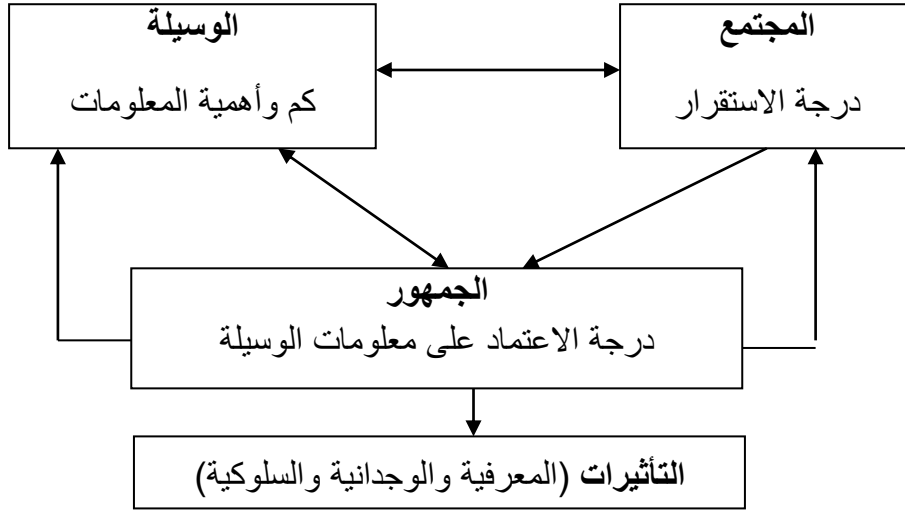 المجتمع
درجة الاستقرار
الوسيلة
كم وأهمية المعلومات
الجمهور
درجة الاعتماد على معلومات الوسيلة
التأثيرات (المعرفية والوجدانية والسلوكية)